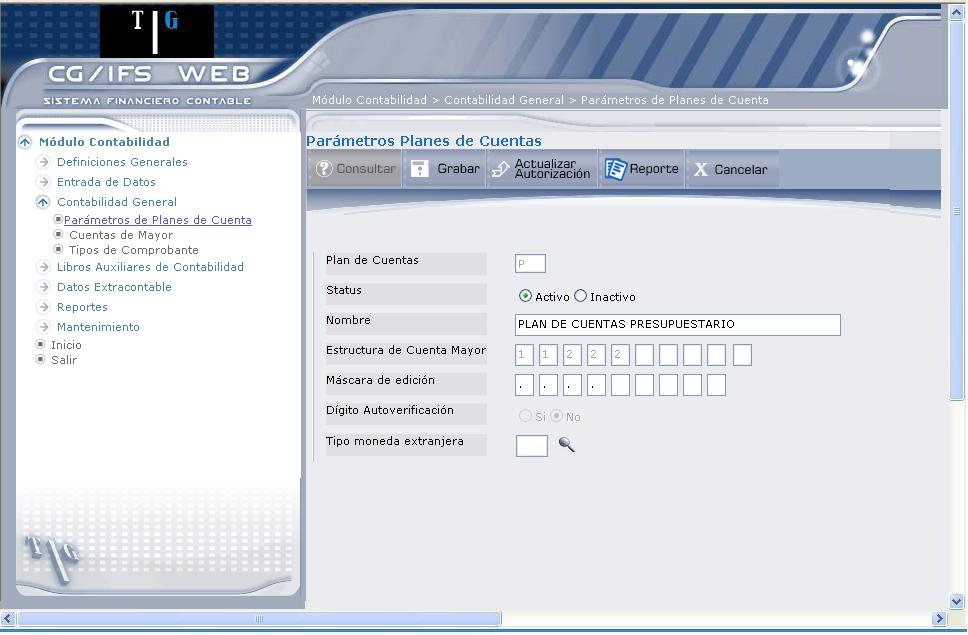 T G
CG/IFS WEB
SISTEMA FINANCIERO CONTABLE
Módulo Contabilidad > Contabilidad General > Parámetros de Planes de Cuenta
Módulo Contabilidad
Definiciones Generales
Entrada de Datos
Contabilidad General
Parámetros de Planes de Cuenta
Cuentas de Mayor
Tipos de Comprobante
Libros Auxiliares de Contabilidad
Datos Extracontable
Reportes
Mantenimiento
Inicio
Salir
T G
Parámetros Planes de Cuentas
Consultar Grabar Actualizar Autorización Reporte X Cancelar
Plan de Cuentas P
Status Activo Inactivo
Nombre PLAN DE CUENTAS PRESUPUESTARIO
Estructura de Cuenta Mayor 1 1 2 2 2
Máscara de edición . . . .
Dígito Autoverificación Si No
Tipo moneda extranjera